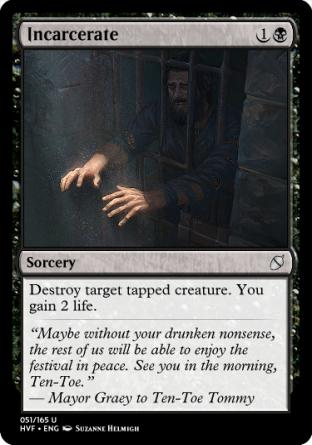 Incarcerate 1
Sorcery
Destroy target tapped creature. You
gain 2 life.
“Maybe without your drunken nonsense,
the rest of us will be able to enjoy the
festival in peace. See you in the morning,
Ten-Toe.”
— Mayor Graey to Ten-Toe Tommy
051/165 U
HVF • ENG Suzanne Helmigh